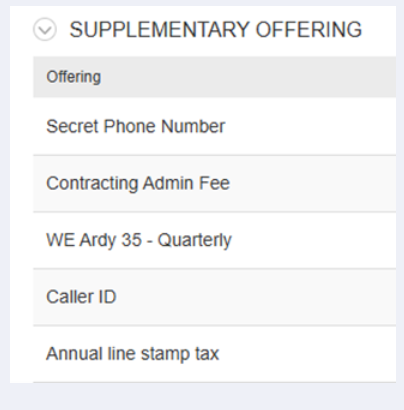 SUPPLEMENTARY OFFERING
Offering
Secret Phone Number
Contracting Admin Fee
WE Ardy 35 - Quarterly
Caller ID
Annual line stamp tax